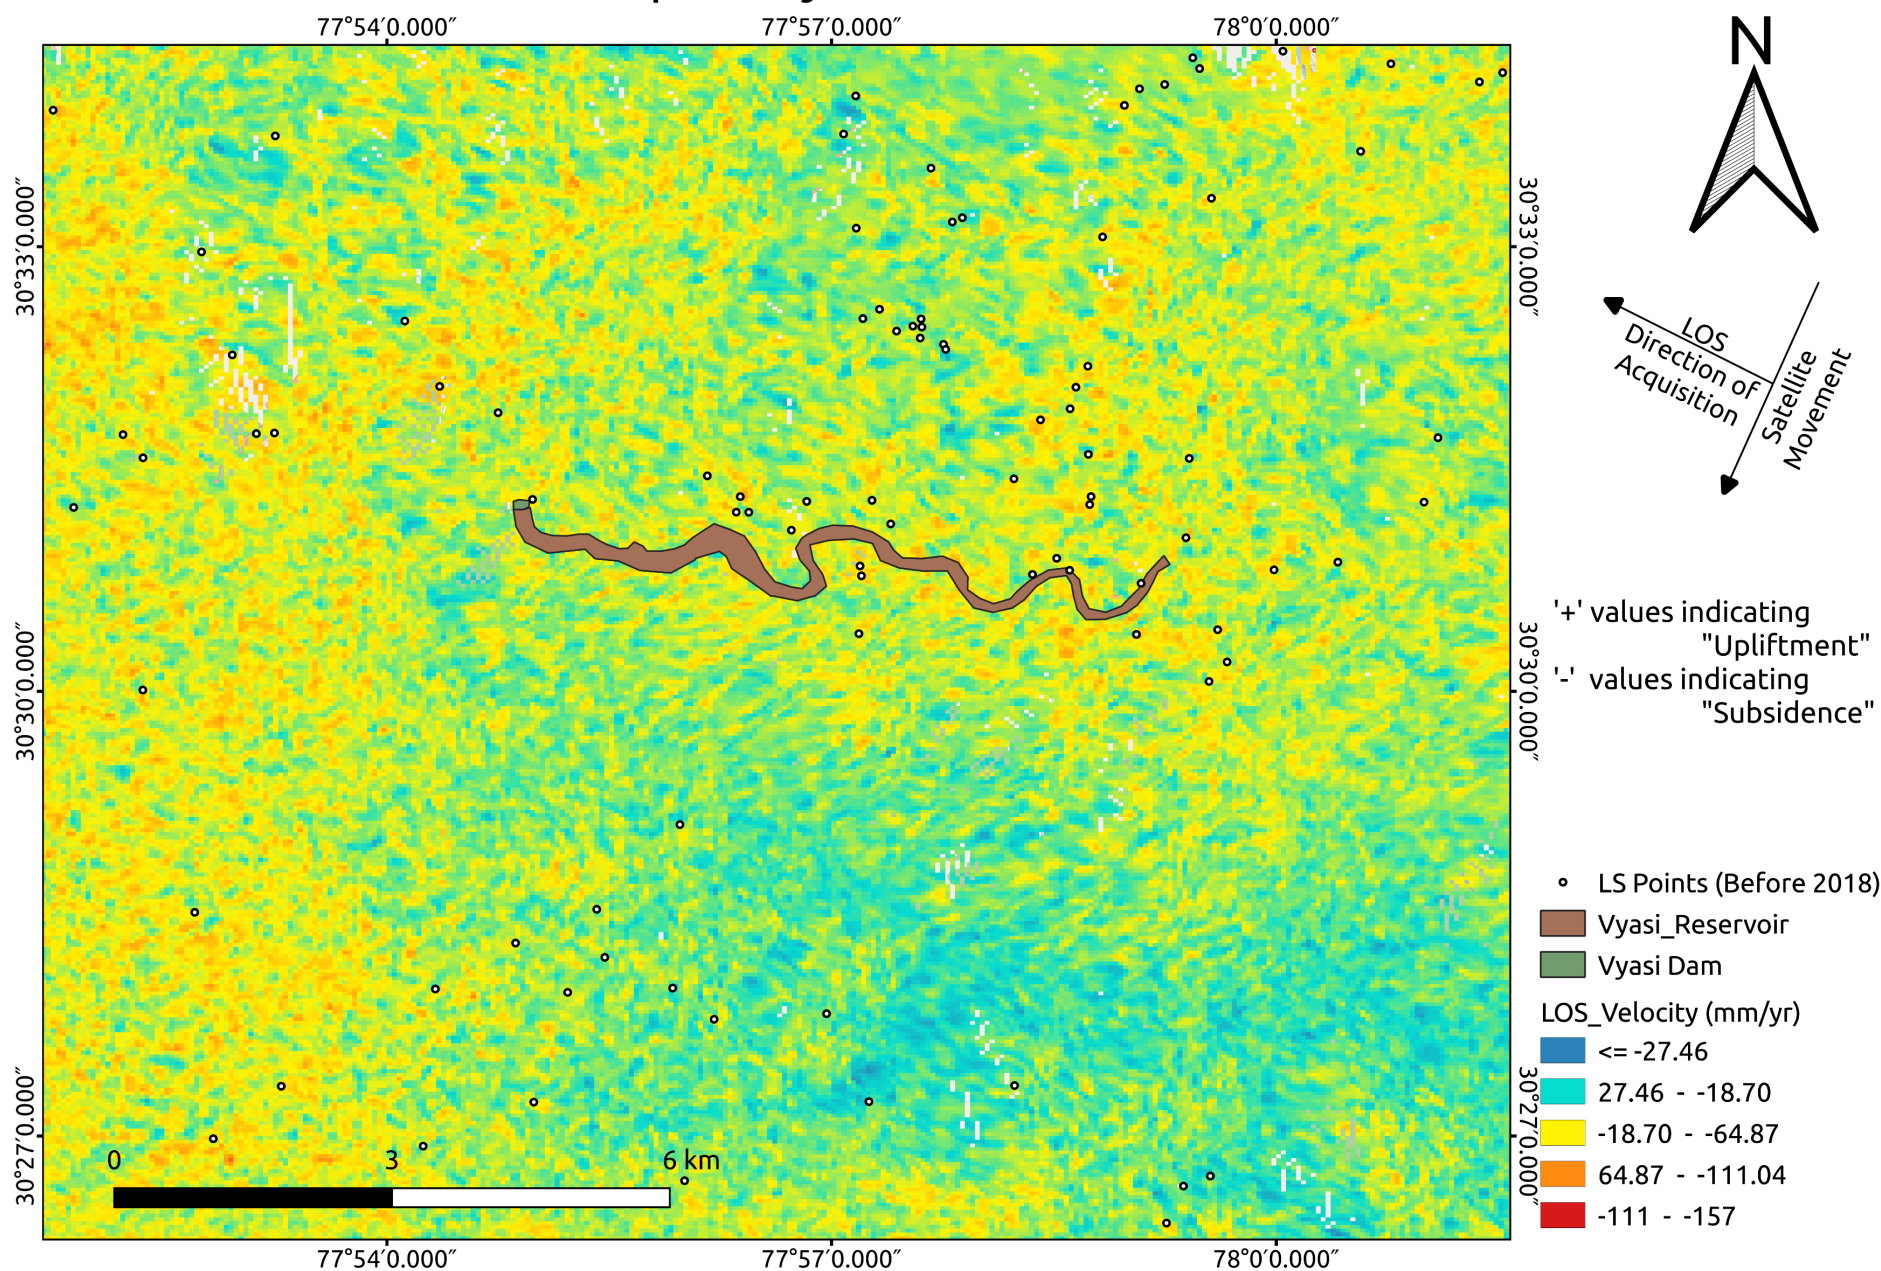 77°54′0.000″ 77°57′0.000″ 78°0′0.000″
N
30°33′0.000″
30°33′0.000″
LOS
Direction of
Acquisition
Satellite
Movement
'+' values indicating
"Upliftment"
'-' values indicating
"Subsidence"
30°30′0.000″
30°30′0.000″
LS Points (Before 2018)
Vyasi_Reservoir
Vyasi Dam
LOS_Velocity (mm/yr)
<= -27.46
27.46 - -18.70
-18.70 - -64.87
64.87 - -111.04
-111 - -157
30°27′0.000″
30°27′0.000″
0 3 6 km
77°54′0.000″ 77°57′0.000″ 78°0′0.000″